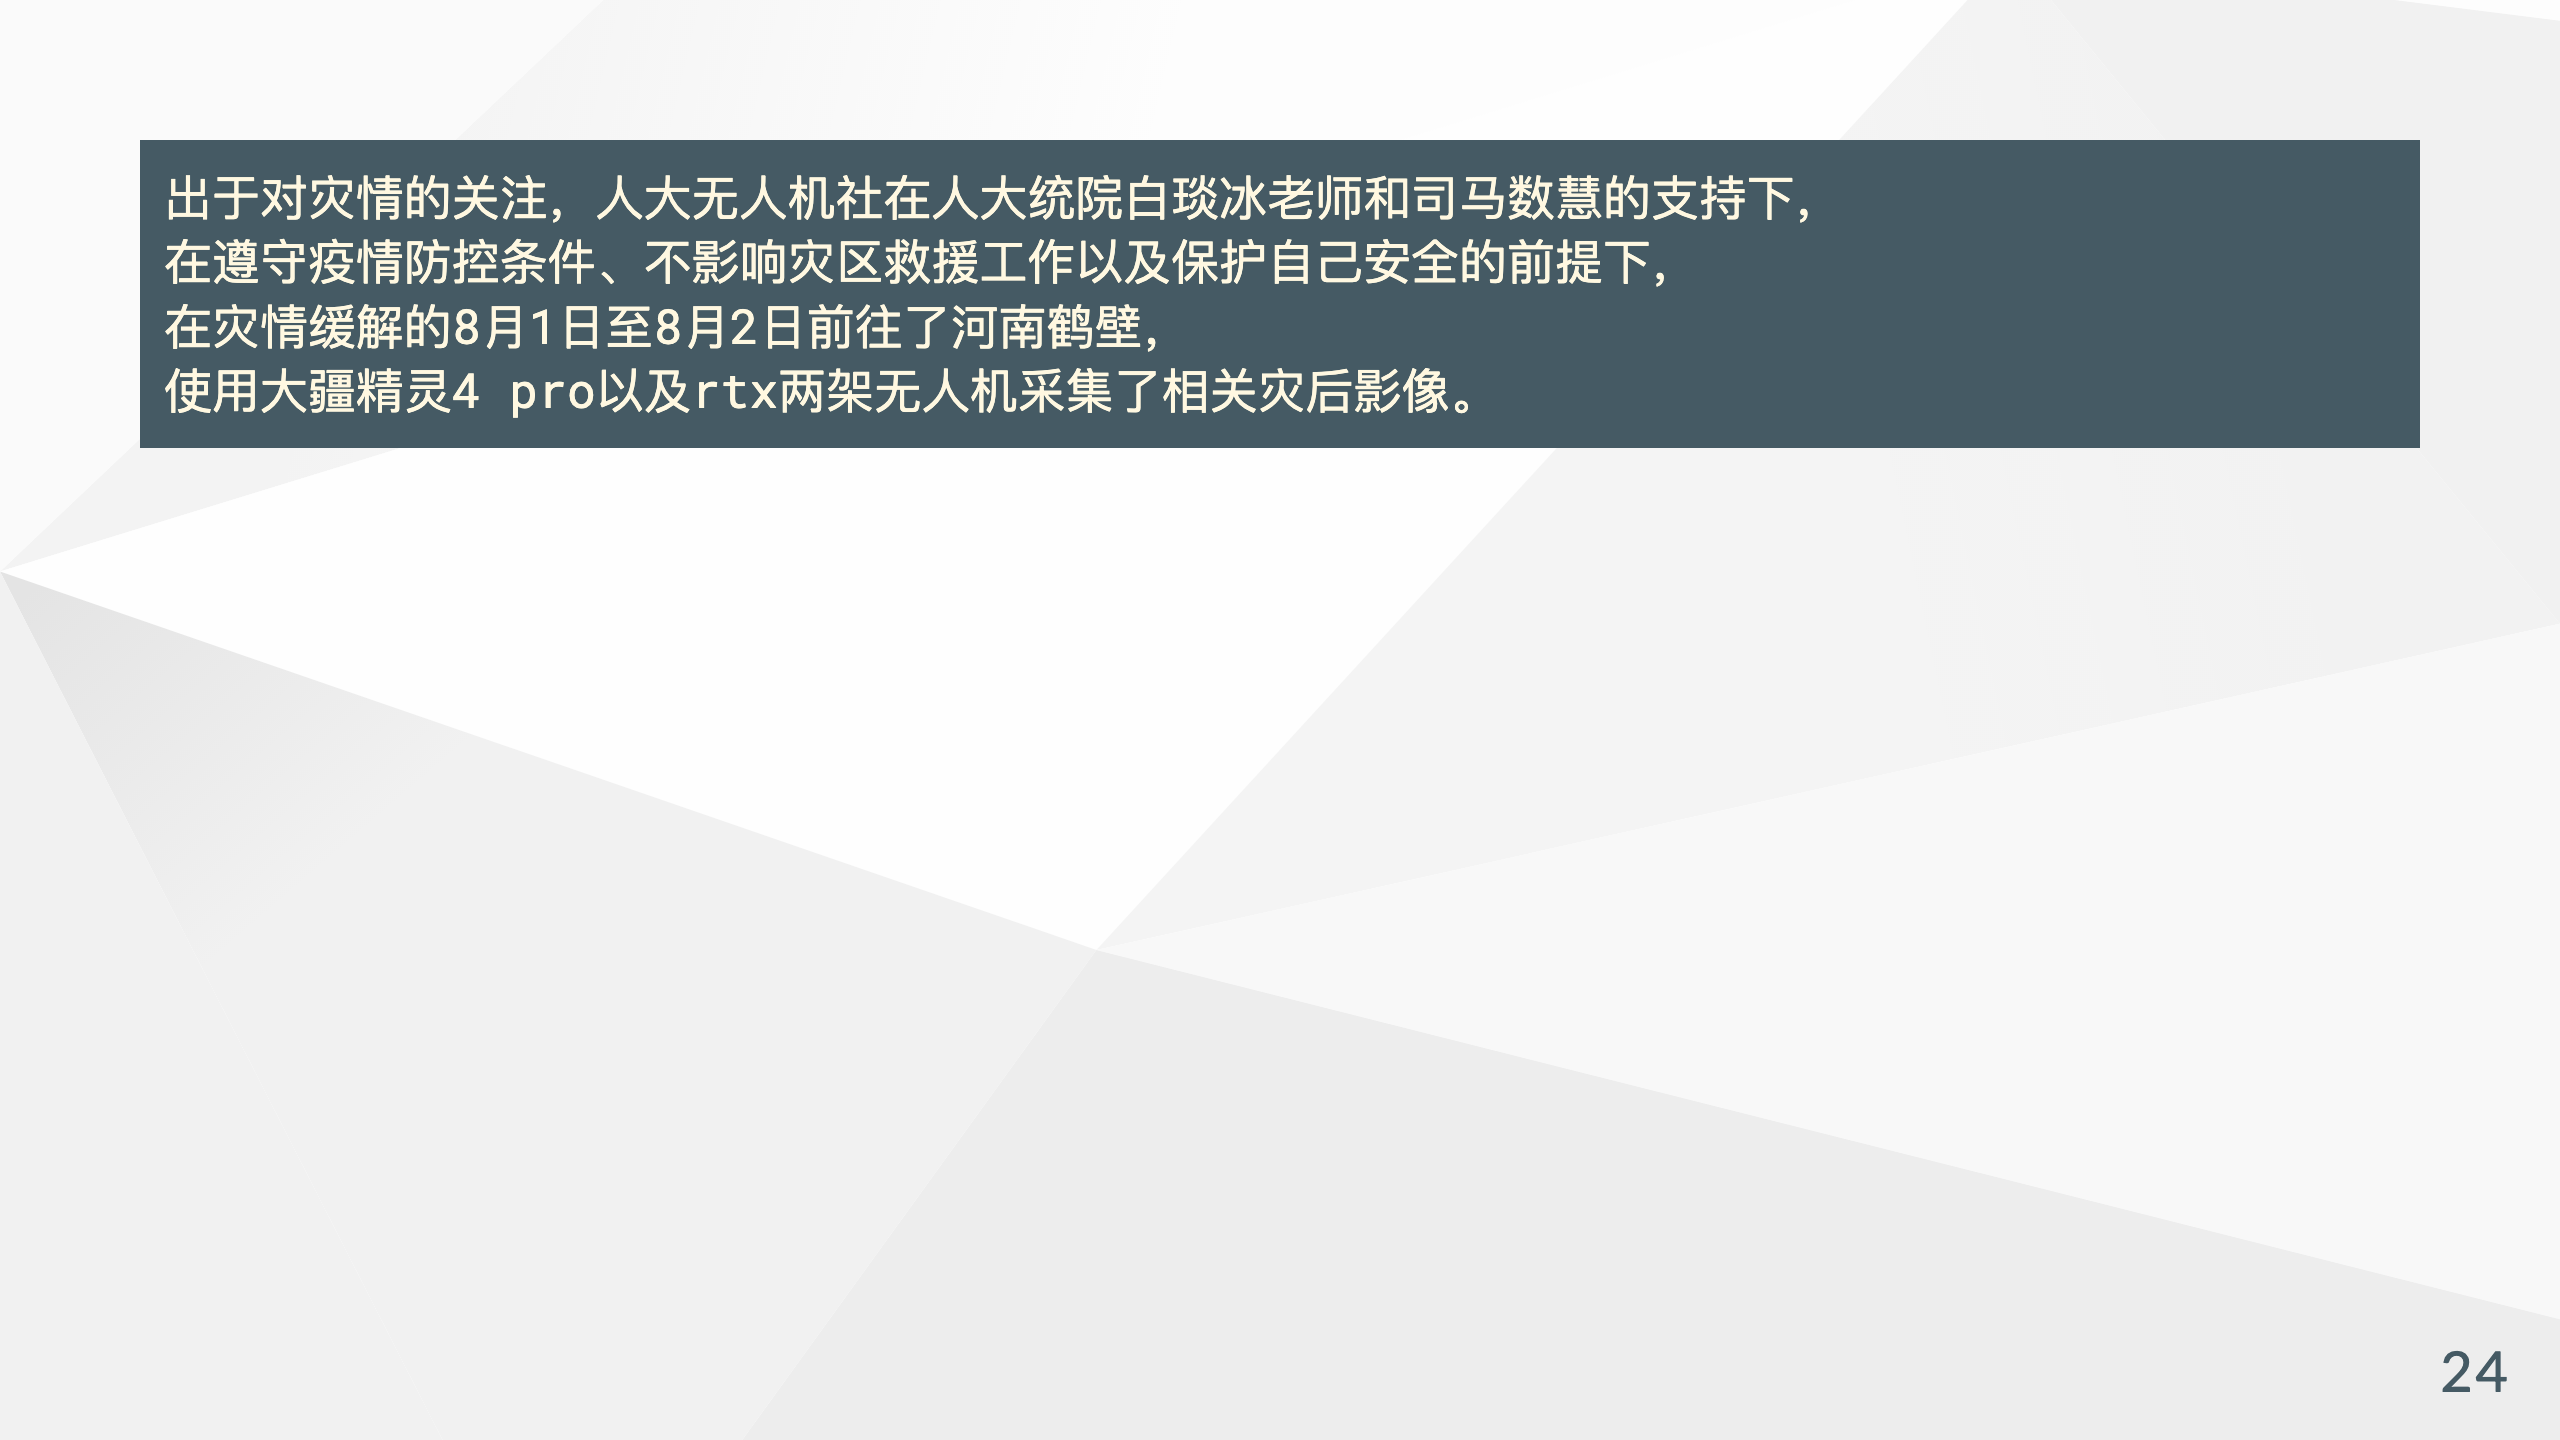 出于对灾情的关注，人大无人机社在人大统院白琰冰老师和司马数慧的支持下，
在遵守疫情防控条件、不影响灾区救援工作以及保护自己安全的前提下，
在灾情缓解的8月1日至8月2日前往了河南鹤壁，
使用大疆精灵4 pro以及rtx两架无人机采集了相关灾后影像。
24